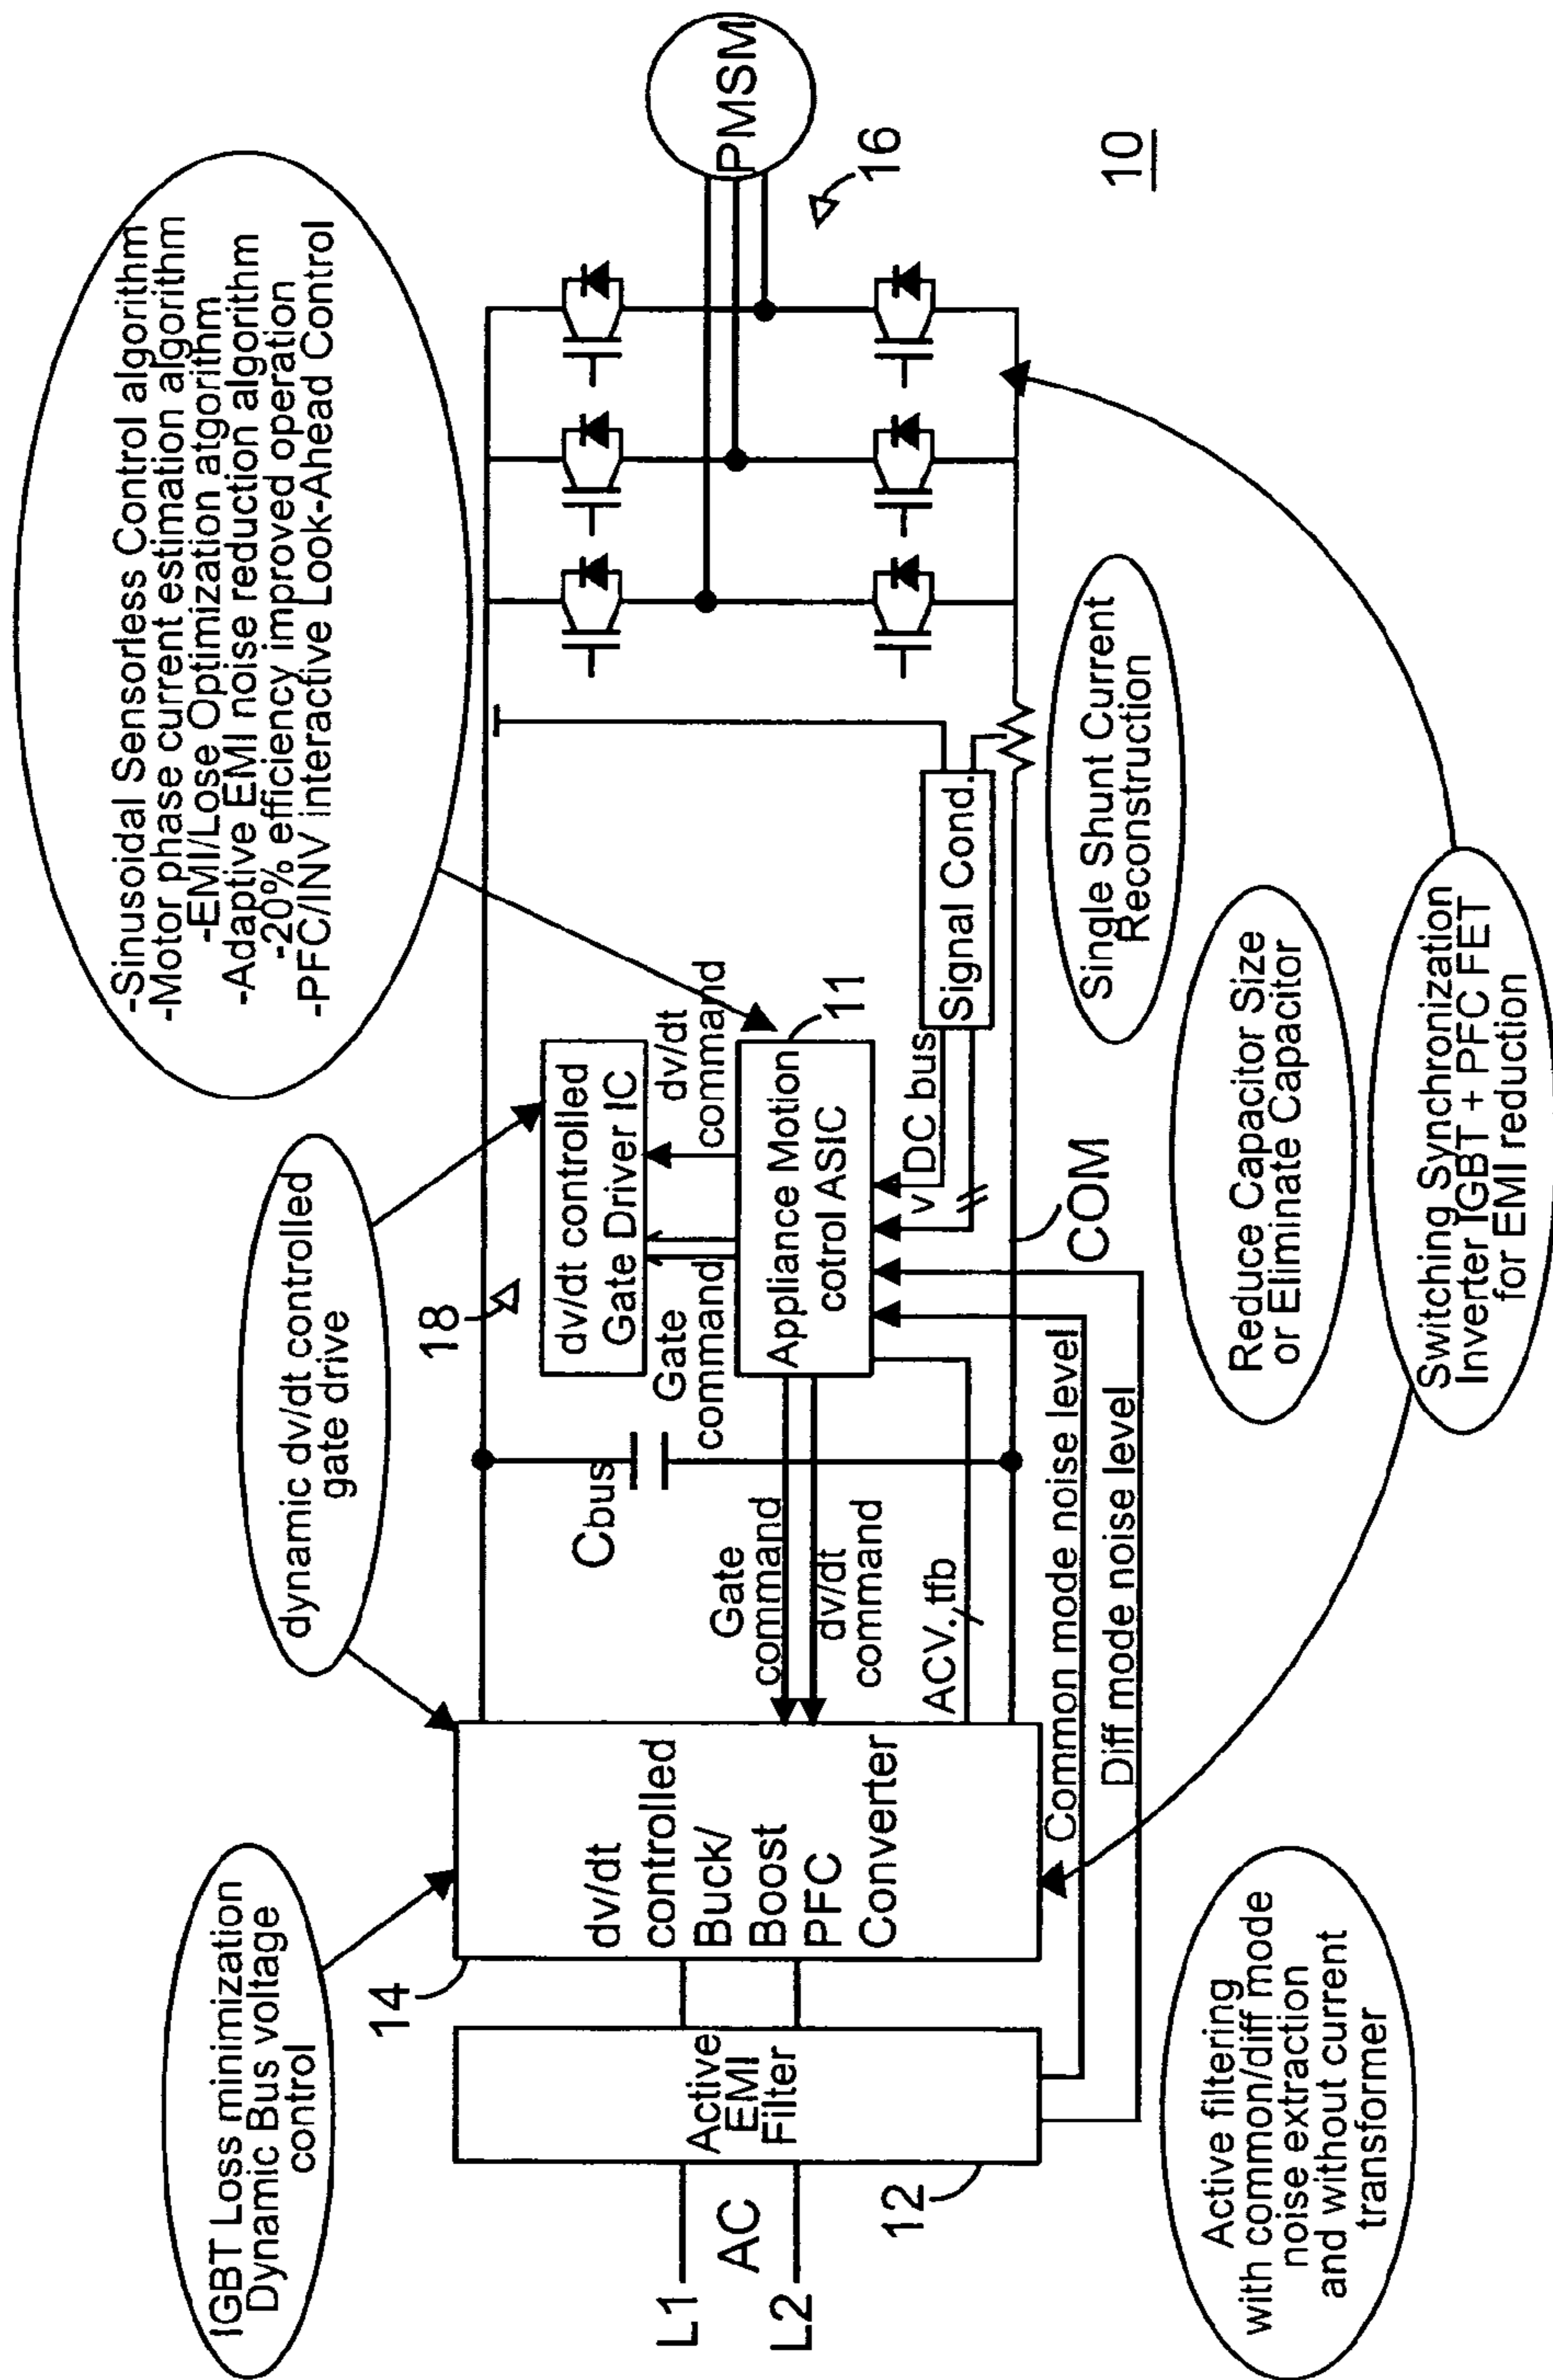 -Sinusoidal Sensorless Control algorithm
-Motor phase current estimation algorithm
-EMI/Lose Optimization atgorithm
-Adaptive EMI noise reduction algorithm
-20% efficiency improved operation
-PFC/INV Interactive Look-Ahead Control
dynamic dv/dt controlled
gate drive
IGBT Loss minimization
Dynamic Bus voltage
control
14
18
dv/dt controlled
Gate Driver IC
Gate
command
dv/dt
command
Cbus
L1
AC
L2
12
Active
EMI
Filter
dv/dt
controlled
Buck/
Boost
PFC
Converter
Gate
command
dv/dt
command
ACV. tfb
Appliance Motion
cotrol ASIC
11
v DC bus
Signal Cond.
PMSM
16
COM
Common mode noise level
Diff mode noise level
Single Shunt Current
Reconstruction
10
Active filtering
with common/diff mode
noise extraction
and without current
transformer
Reduce Capacitor Size
or Eliminate Capacitor
Switching Synchronization
Inverter IGBT + PFC FET
for EMI reduction